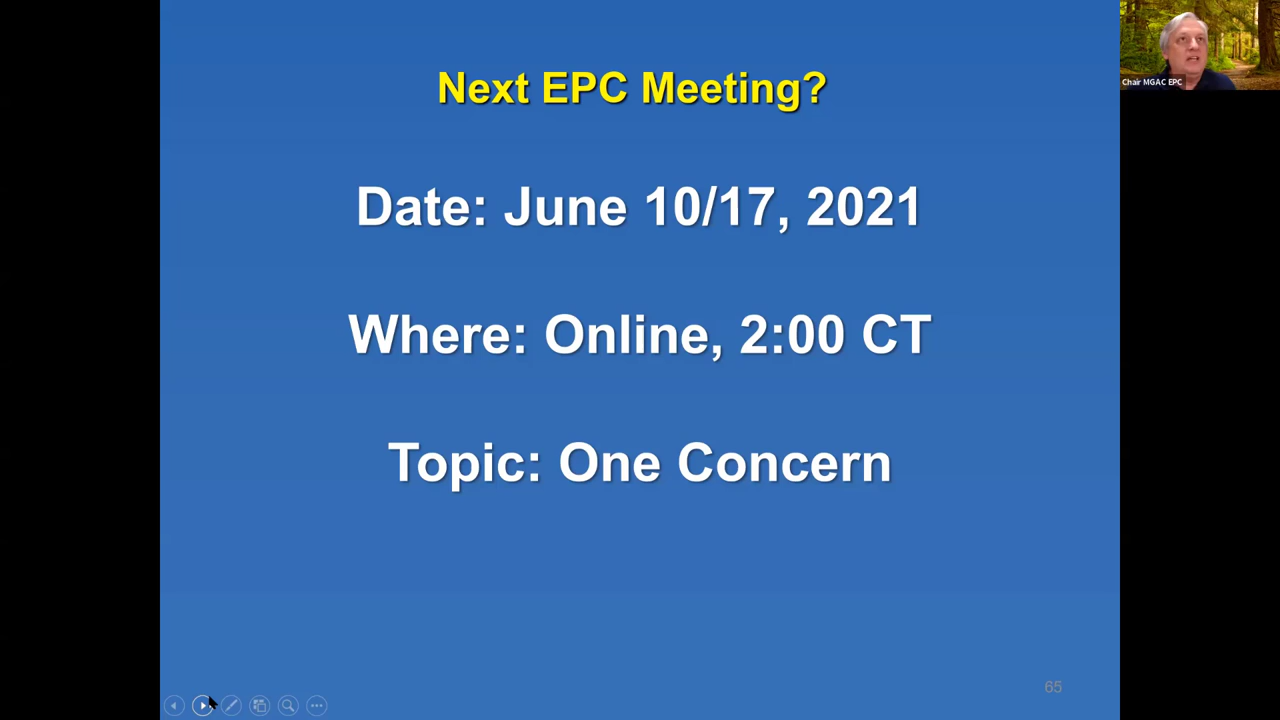 Next EPC Meeting?
Chair MGAC EPC
Date: June 10/17, 2021
Where: Online, 2:00 CT
Topic: One Concern
65